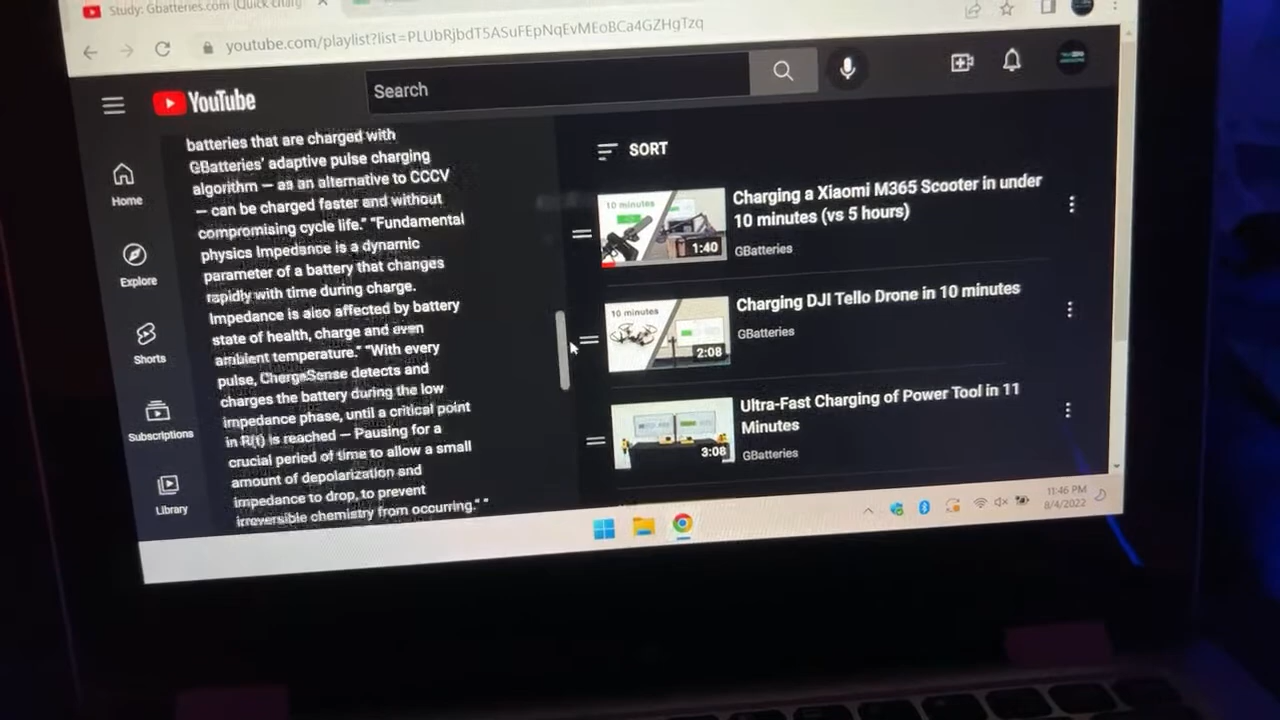 Study: Gbatteries.com (Quick charg
youtube.com/playlist?list=PLUbRjbdT5ASuFEpNqEvMEoBCa4GZHgTzq
YouTube
Search
Home
Explore
Shorts
Subscriptions
Library
batteries that are charged with
GBatteries' adaptive pulse charging
algorithm — as an alternative to CCCV
— can be charged faster and without
compromising cycle life." "Fundamental
physics Impedance is a dynamic
parameter of a battery that changes
rapidly with time during charge.
Impedance is also affected by battery
state of health, charge and even
ambient temperature." "With every
pulse, ChargeSense detects and
charges the battery during the low
impedance phase, until a critical point
in R(t) is reached — Pausing for a
crucial period of time to allow a small
amount of depolarization and
impedance to drop, to prevent
irreversible chemistry from occurring." "
SORT
10 minutes
1:40
Charging a Xiaomi M365 Scooter in under
10 minutes (vs 5 hours)
GBatteries
10 minutes
2:08
Charging DJI Tello Drone in 10 minutes
GBatteries
3:08
Ultra-Fast Charging of Power Tool in 11
Minutes
GBatteries
11:46 PM
8/4/2022